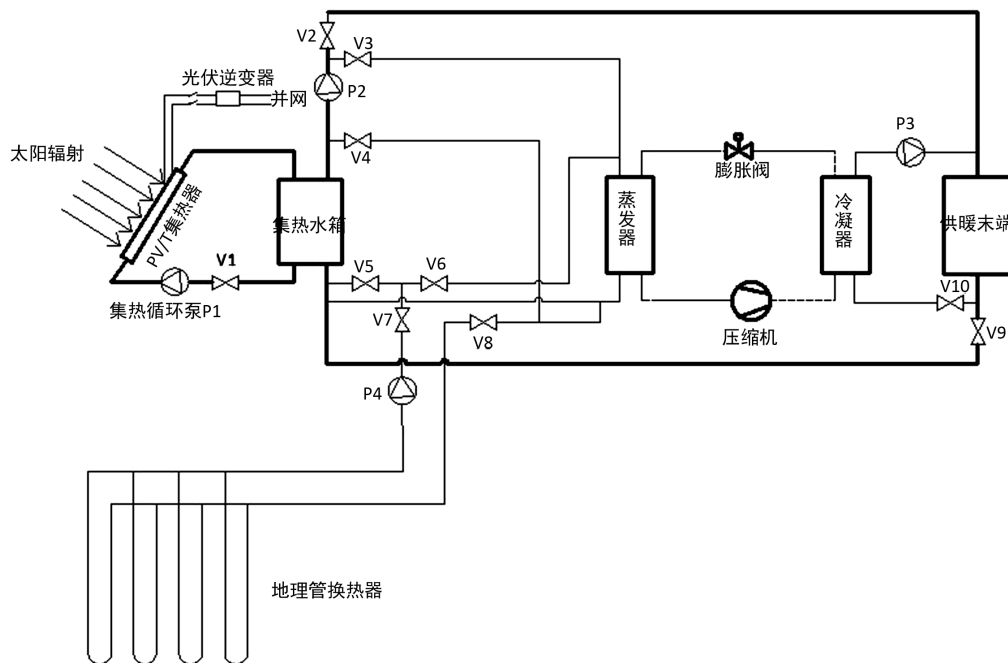 V2
V3
光伏逆变器
并网
P2
太阳辐射
V4
P3
膨胀阀
PV/T集热器
集热水箱
蒸发器
冷凝器
供暖末端
V1
V5
V6
V10
集热循环泵P1
V7
V8
压缩机
V9
P4
地理管换热器